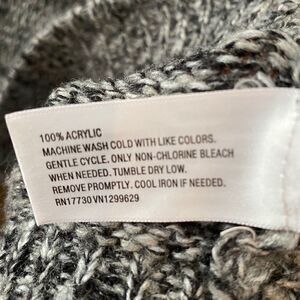 100% ACRYLIC
MACHINE WASH COLD WITH LIKE COLORS.
GENTLE CYCLE. ONLY NON-CHLORINE BLEACH
WHEN NEEDED. TUMBLE DRY LOW.
REMOVE PROMPTLY. COOL IRON IF NEEDED.
RN17730 VN1299629